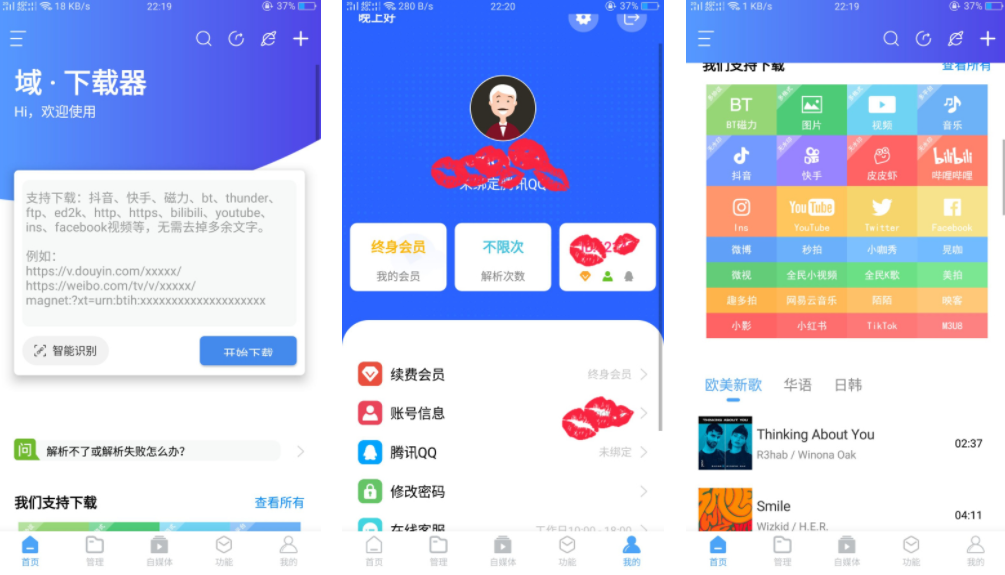 18 KB/s
22:19
37%
域 · 下载器
Hi，欢迎使用
支持下载：抖音、快手、磁力、bt、thunder、
ftp、ed2k、http、https、bilibili、youtube、
ins、facebook视频等，无需去掉多余文字。
例如：
https://v.douyin.com/xxxxx/
https://weibo.com/tv/v/xxxxx/
magnet:?xt=urn:btih:xxxxxxxxxxxxxxxxxxxxx
智能识别
开始下载
问
解析不了或解析失败怎么办?
我们支持下载
查看所有
首页
管理
自媒体
功能
我的
280 B/s
22:20
37%
晚上好
未绑定腾讯QQ
终身会员
我的会员
不限次
解析次数
续费会员
终身会员
账号信息
腾讯QQ
未绑定
修改密码
在线客服
工作日10:00 - 18:00
首页
管理
自媒体
功能
我的
1 KB/s
22:19
37%
我们支持下载
查看所有
BT
BT磁力
图片
视频
音乐
抖音
快手
皮皮虾
bilibili
哔哩哔哩
Ins
YouTube
YouTube
Twitter
Facebook
微博
秒拍
小咖秀
晃咖
微视
全民小视频
全民K歌
美拍
趣多拍
网易云音乐
陌陌
映客
小影
小红书
TikTok
M3U8
欧美新歌
华语
日韩
THINKING ABOUT YOU
Thinking About You
R3hab / Winona Oak
02:37
Smile
Wizkid / H.E.R.
04:11
首页
管理
自媒体
功能
我的